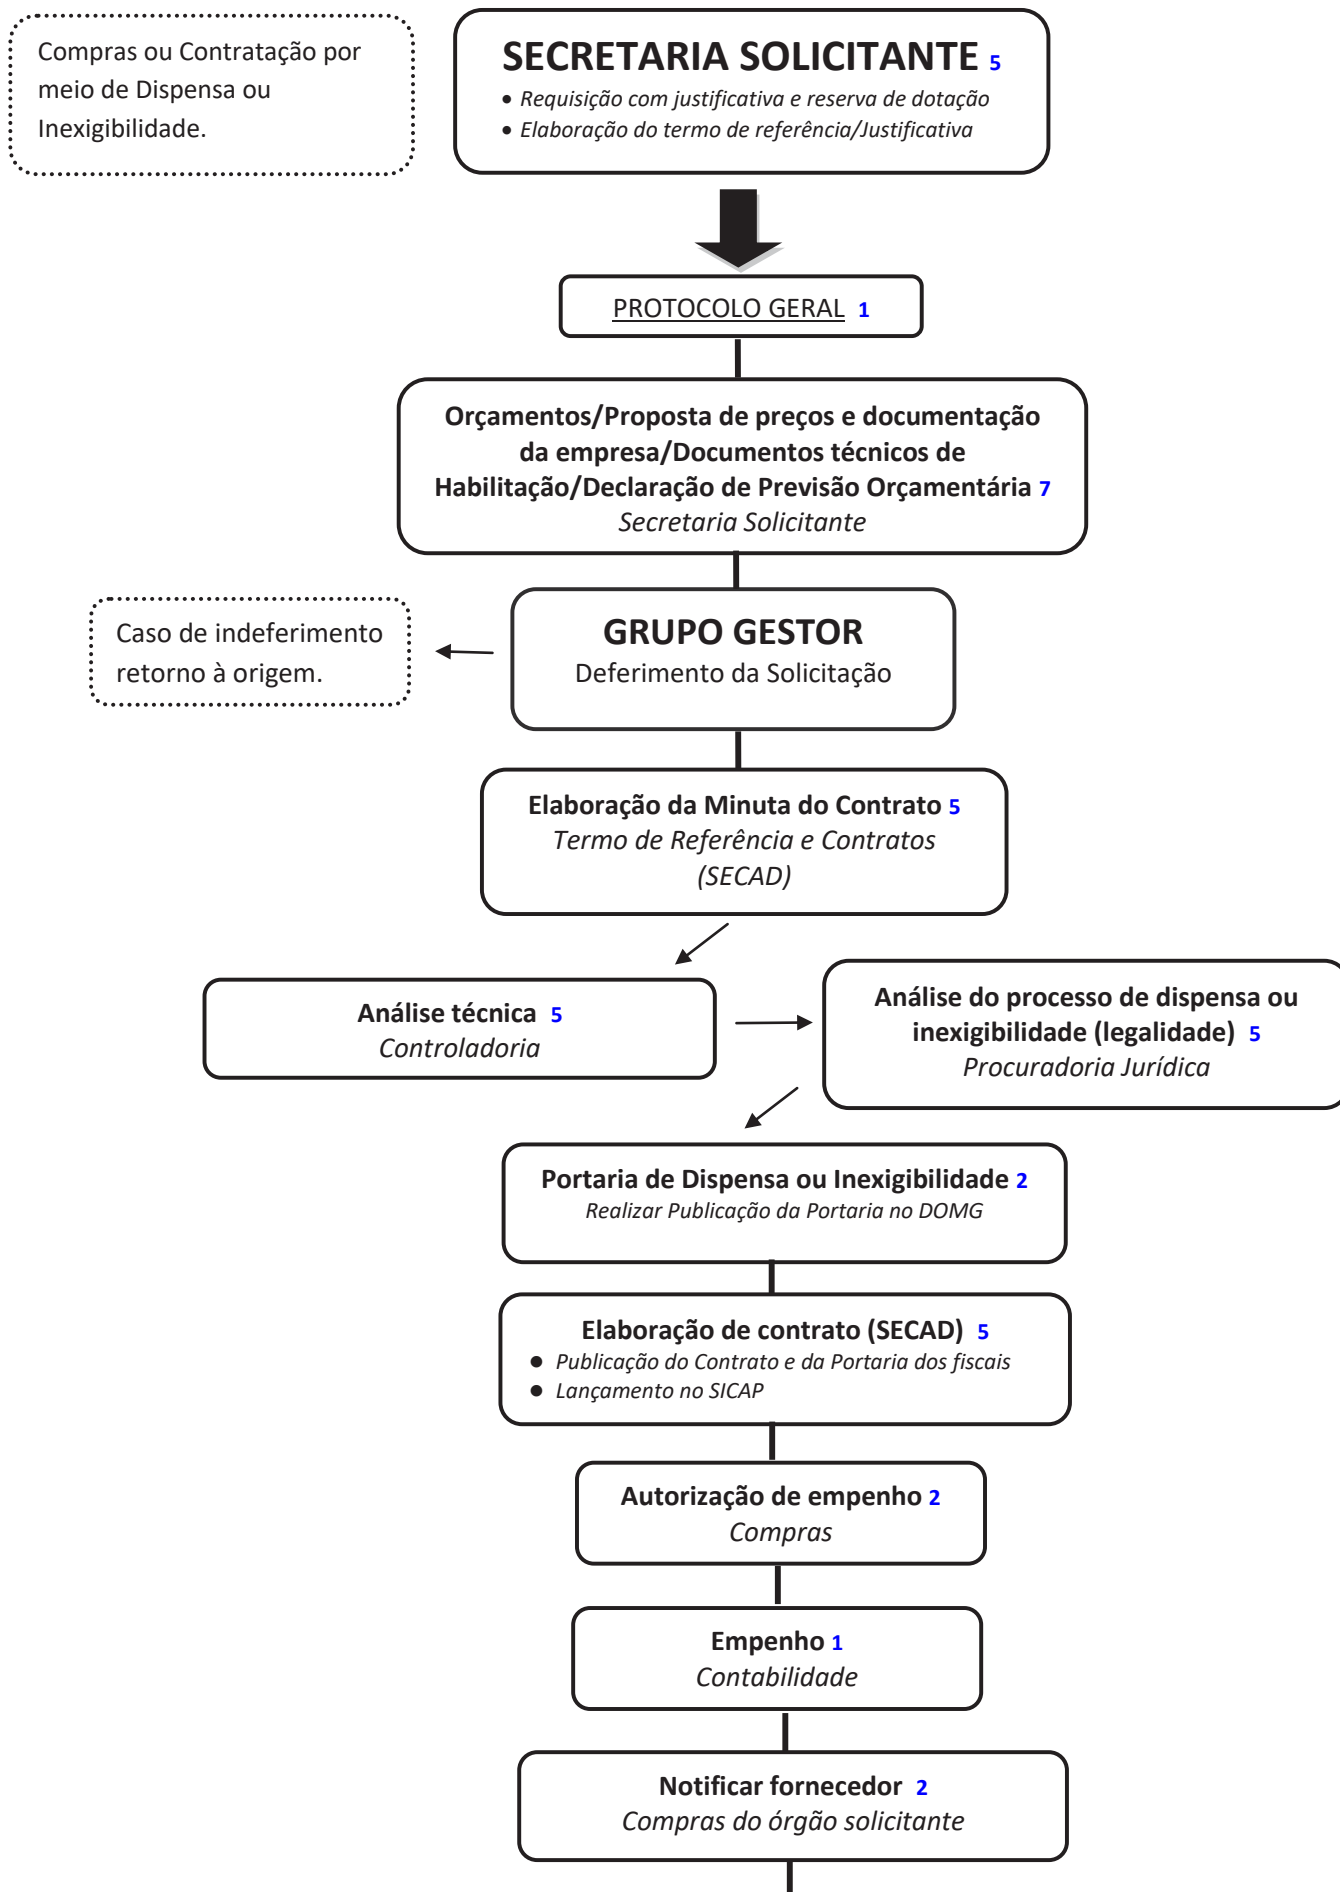 Compras ou Contratação por
meio de Dispensa ou
Inexigibilidade.
SECRETARIA SOLICITANTE 5
• Requisição com justificativa e reserva de dotação
• Elaboração do termo de referência/Justificativa
PROTOCOLO GERAL 1
Orçamentos/Proposta de preços e documentação
da empresa/Documentos técnicos de
Habilitação/Declaração de Previsão Orçamentária 7
Secretaria Solicitante
Caso de indeferimento
retorno à origem.
GRUPO GESTOR
Deferimento da Solicitação
Elaboração da Minuta do Contrato 5
Termo de Referência e Contratos
(SECAD)
Análise técnica 5
Controladoria
Análise do processo de dispensa ou
inexigibilidade (legalidade) 5
Procuradoria Jurídica
Portaria de Dispensa ou Inexigibilidade 2
Realizar Publicação da Portaria no DOMG
Elaboração de contrato (SECAD) 5
● Publicação do Contrato e da Portaria dos fiscais
● Lançamento no SICAP
Autorização de empenho 2
Compras
Empenho 1
Contabilidade
Notificar fornecedor 2
Compras do órgão solicitante